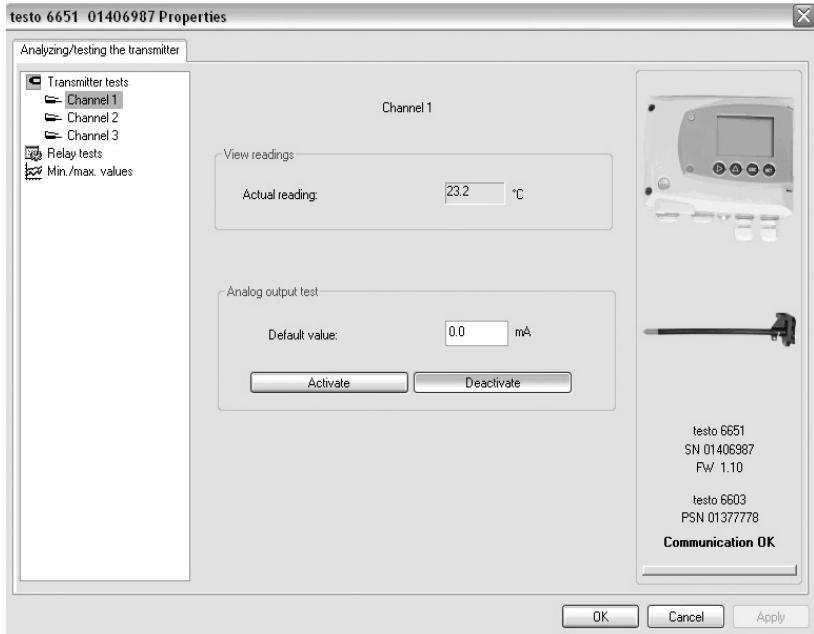 testo 6651 01406987 Properties
Analyzing/testing the transmitter
Transmitter tests
Channel 1
Channel 2
Channel 3
Relay tests
Min./max. values
Channel 1
View readings
Actual reading: 23.2 °C
Analog output test
Default value: 0.0 mA
Activate Deactivate
testo 6651
SN 01406987
FW 1.10
testo 6603
PSN 01377778
Communication OK
OK Cancel Apply